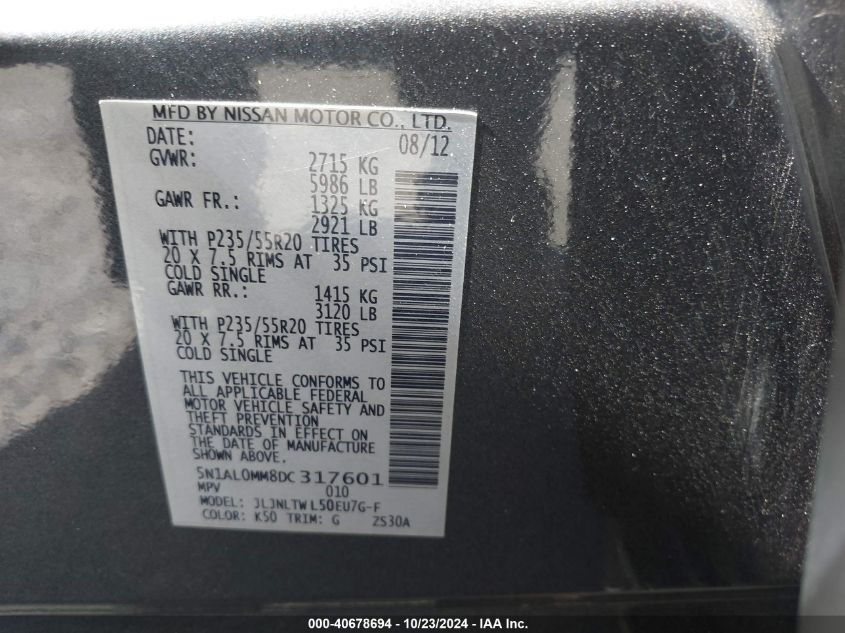 MFD BY NISSAN MOTOR CO., LTD.
DATE: 08/12
GVWR: 2715 KG
5986 LB
GAWR FR.: 1325 KG
2921 LB
WITH P235/55R20 TIRES
20 X 7.5 RIMS AT 35 PSI
COLD SINGLE
GAWR RR.: 1415 KG
3120 LB
WITH P235/55R20 TIRES
20 X 7.5 RIMS AT 35 PSI
COLD SINGLE
THIS VEHICLE CONFORMS TO
ALL APPLICABLE FEDERAL
MOTOR VEHICLE SAFETY AND
THEFT PREVENTION
STANDARDS IN EFFECT ON
THE DATE OF MANUFACTURE
SHOWN ABOVE.
5N1AL0MM8DC 317601
MPV 010
MODEL: JLJNLTW L50EU7G-F
COLOR: K50 TRIM: G ZS30A
000-40678694 - 10/23/2024 - IAA Inc.